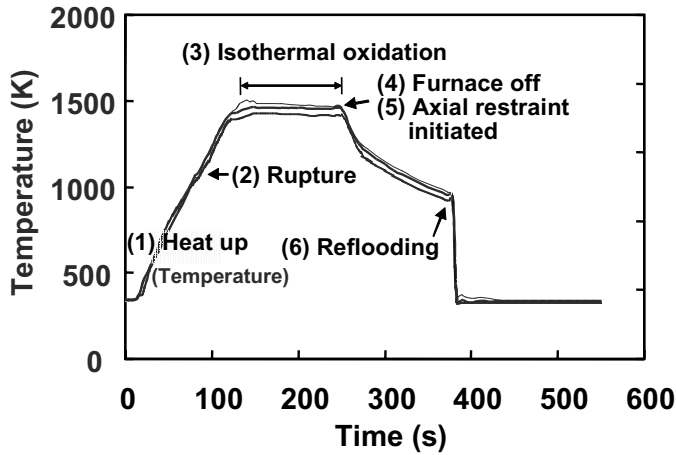 2000
(3) Isothermal oxidation
(4) Furnace off
1500
(5) Axial restraint
initiated
(2) Rupture
1000
(1) Heat up
(6) Reflooding
(Temperature)
500
0
Temperature (K)
0 100 200 300 400 500 600
Time (s)